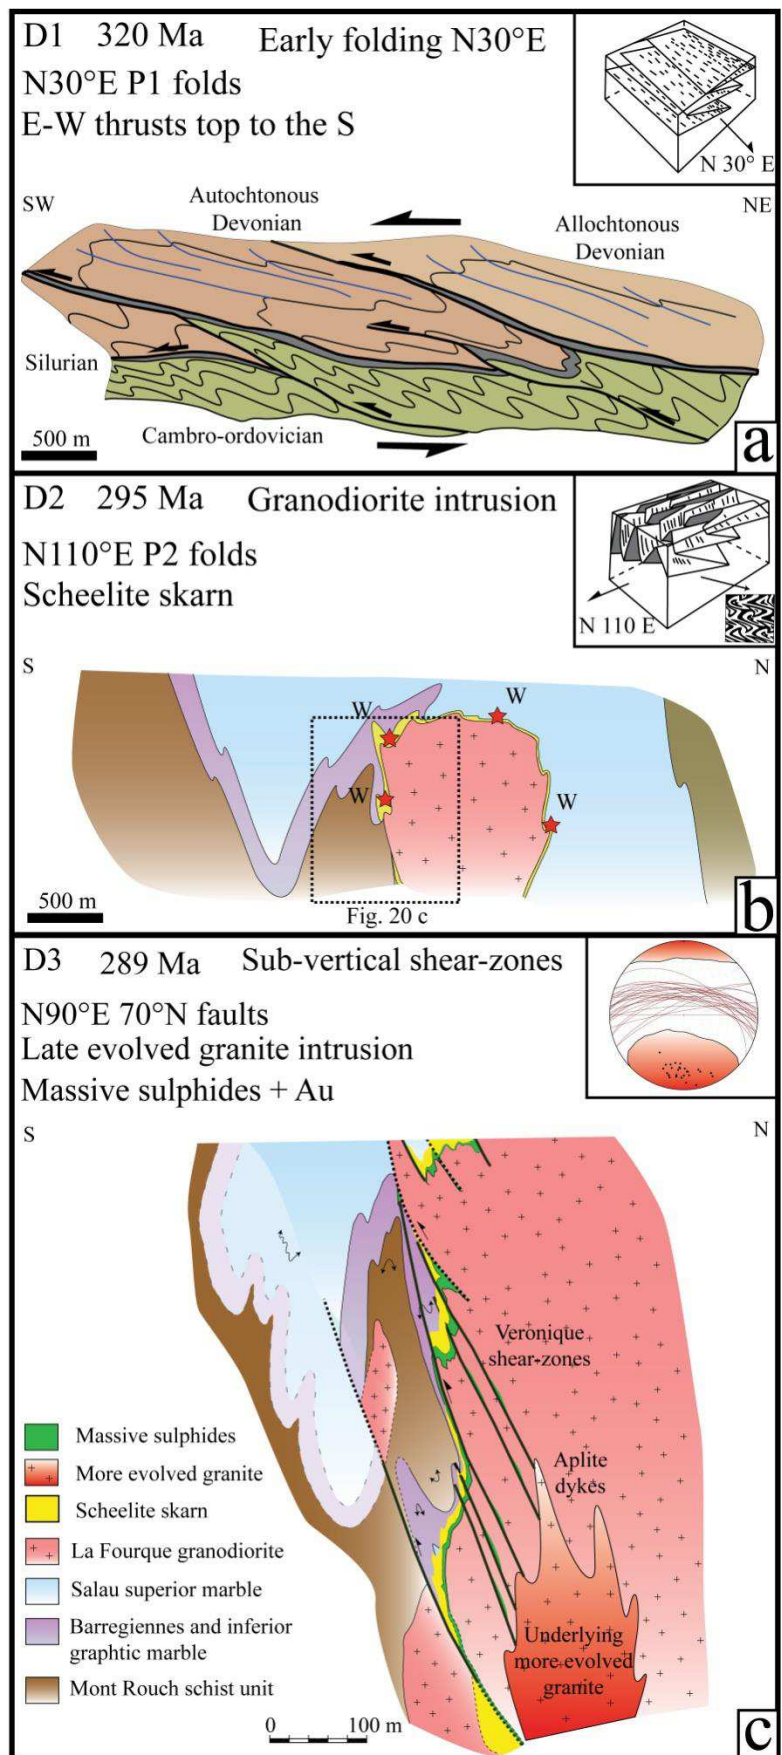 D1 320 Ma Early folding N30°E
N30°E P1 folds
E-W thrusts top to the S
N 30° E
SW
Autochtonous
Devonian
Allochtonous
Devonian
NE
Silurian
Cambro-ordovician
500 m
a
D2 295 Ma Granodiorite intrusion
N110°E P2 folds
Scheelite skarn
N 110 E
S
N
W
W
W
W
500 m
Fig. 20 c
b
D3 289 Ma Sub-vertical shear-zones
N90°E 70°N faults
Late evolved granite intrusion
Massive sulphides + Au
S
N
Veronique
shear-zones
Aplite
dykes
Underlying
more evolved
granite
Massive sulphides
More evolved granite
Scheelite skarn
La Fourque granodiorite
Salau superior marble
Barregiennes and inferior
graphtic marble
Mont Rouch schist unit
0 100 m
c